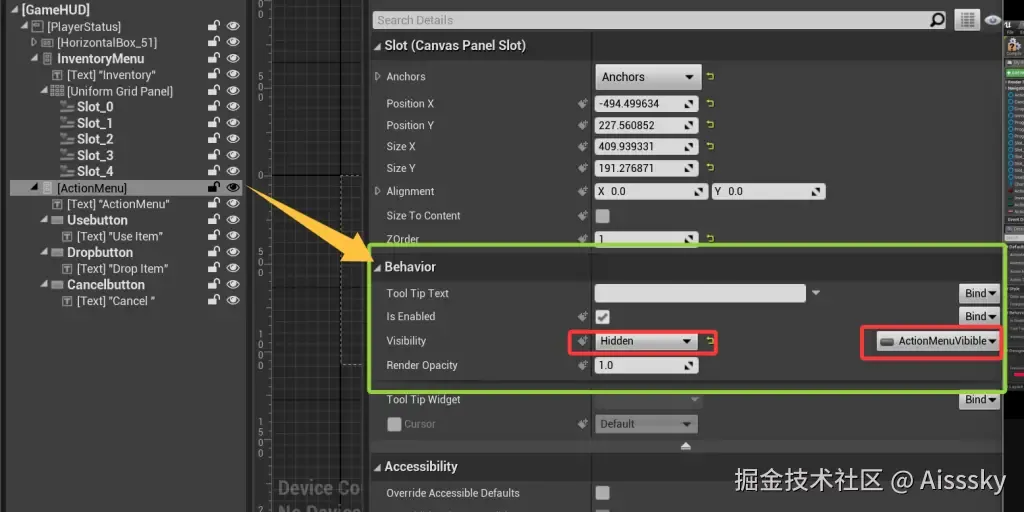 [GameHUD]
[PlayerStatus]
[HorizontalBox_51]
InventoryMenu
[Text] "Inventory"
[Uniform Grid Panel]
Slot_0
Slot_1
Slot_2
Slot_3
Slot_4
[ActionMenu]
[Text] "ActionMenu"
Usebutton
[Text] "Use Item"
Dropbutton
[Text] "Drop Item"
Cancelbutton
[Text] "Cancel "
Device Co
No Devic
Search Details
Slot (Canvas Panel Slot)
Anchors Anchors
Position X -494.499634
Position Y 227.560852
Size X 409.939331
Size Y 191.276871
Alignment X 0.0 Y 0.0
Size To Content
ZOrder 1
Behavior
Tool Tip Text Bind
Is Enabled Bind
Visibility Hidden ActionMenuVibible
Render Opacity 1.0
Tool Tip Widget Bind
Cursor Default
Accessibility
Override Accessible Defaults
掘金技术社区 @ Aisssky